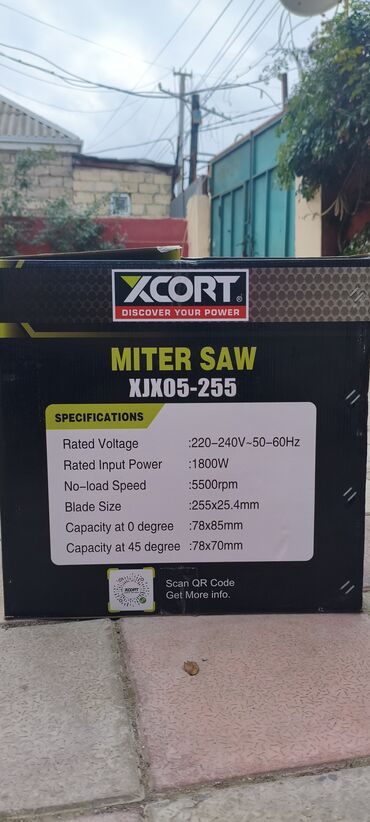 XCORT®
DISCOVER YOUR POWER
MITER SAW
XJX05-255
SPECIFICATIONS
Rated Voltage :220-240V~50-60Hz
Rated Input Power :1800W
No-load Speed :5500rpm
Blade Size :255x25.4mm
Capacity at 0 degree :78x85mm
Capacity at 45 degree :78x70mm
XCORT
Scan QR Code
Get More info.